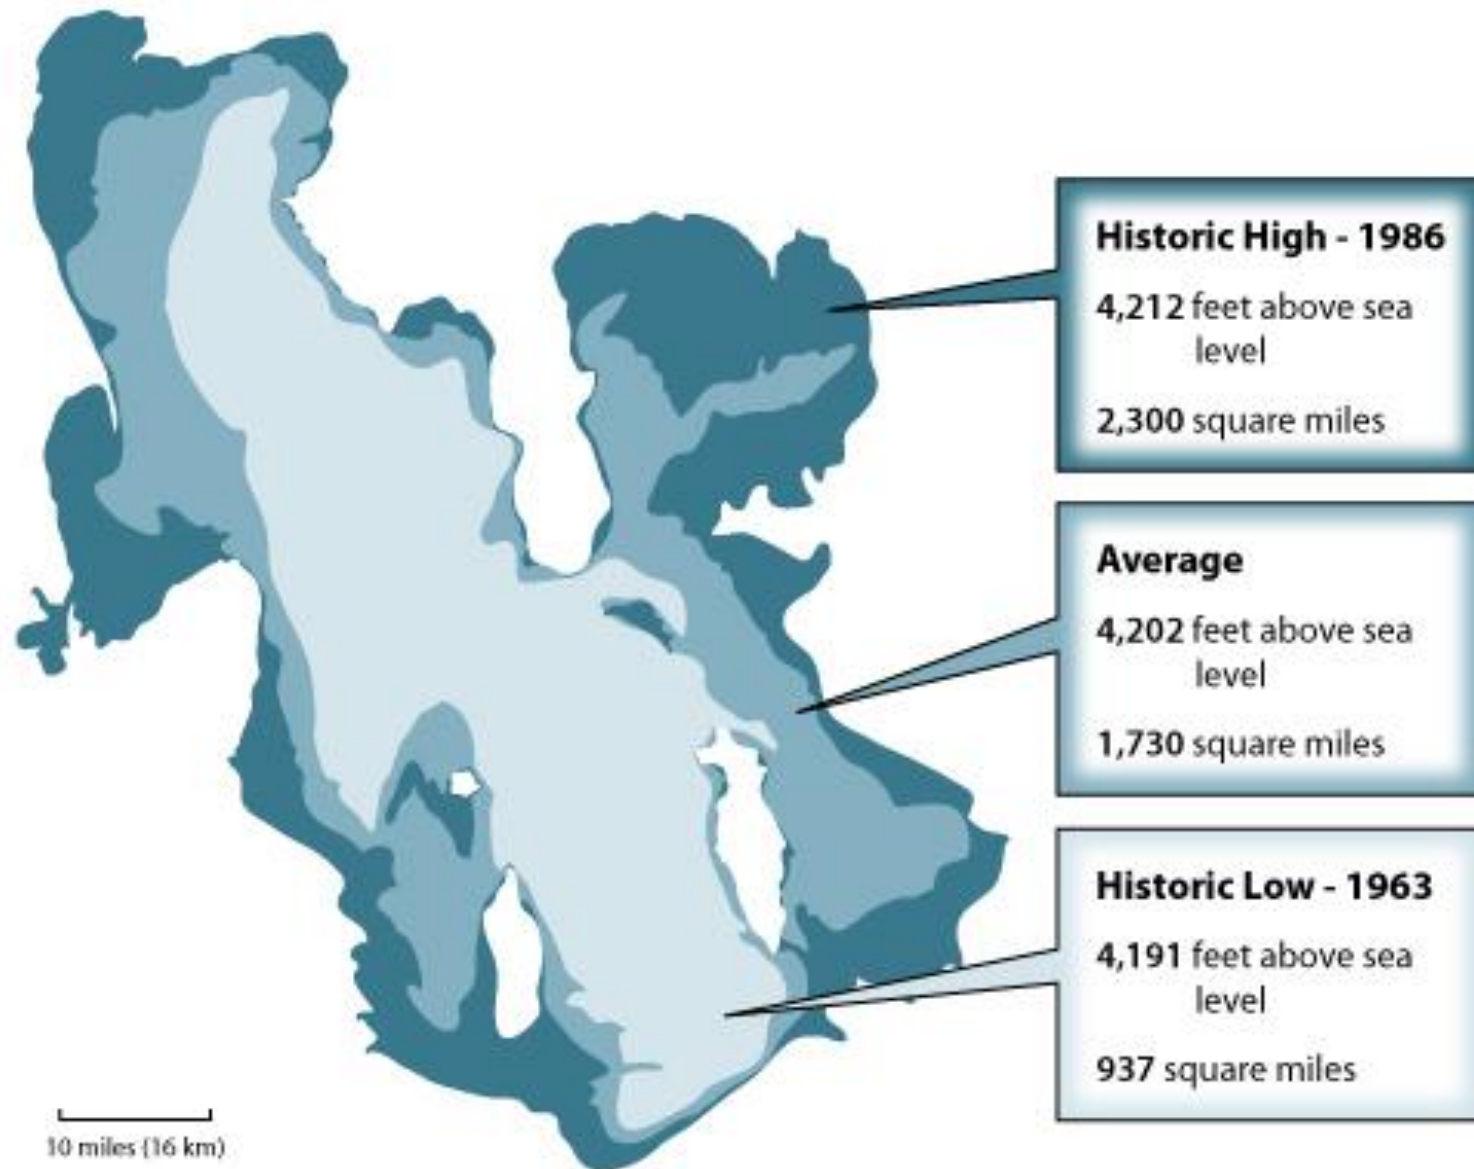 Historic High - 1986
4,212 feet above sea
level
2,300 square miles
Average
4,202 feet above sea
level
1,730 square miles
Historic Low - 1963
4,191 feet above sea
level
937 square miles
10 miles (16 km)